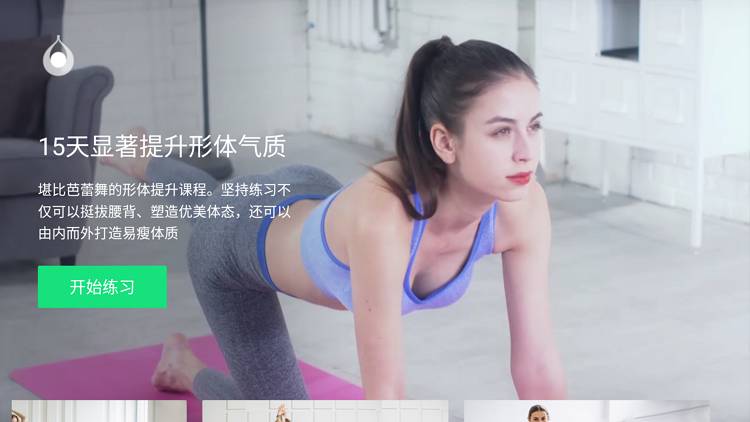 15天显著提升形体气质
堪比芭蕾舞的形体提升课程。坚持练习不
仅可以挺拔腰背、塑造优美体态，还可以
由内而外打造易瘦体质
开始练习